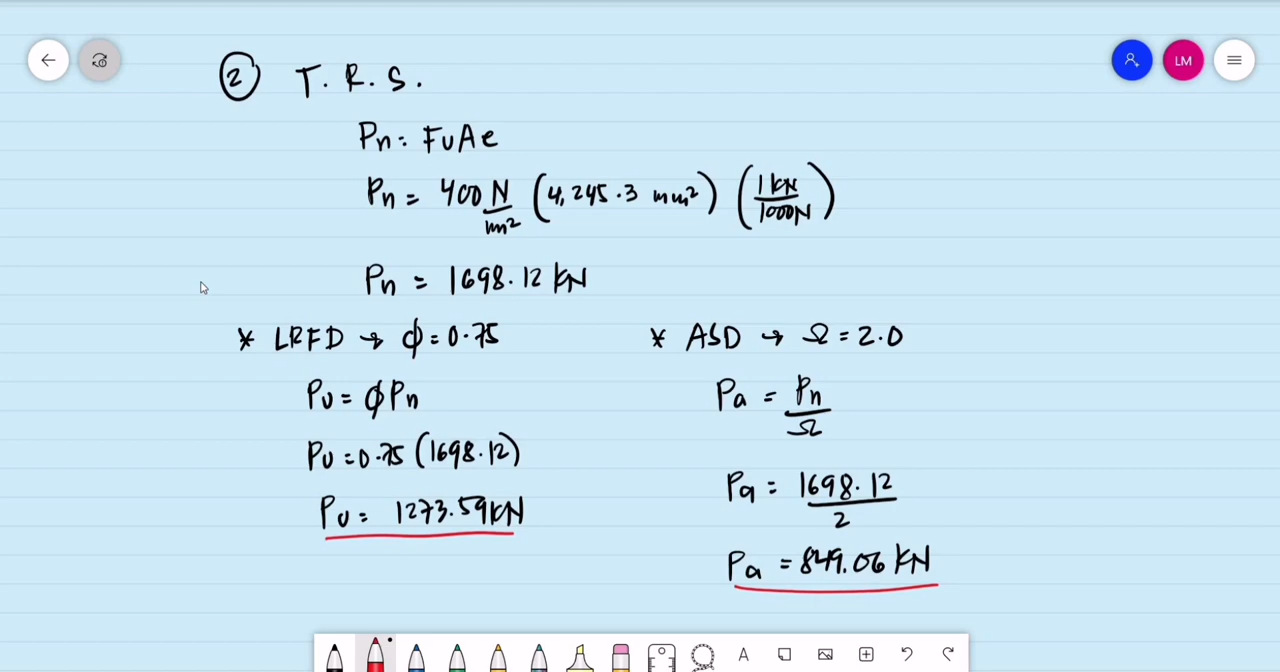 LM
② T. R. S.
Pn = FuAe
Pn = 400 N/mm² (4,245.3 mm²) (1 KN/1000N)
Pn = 1698.12 KN
* LRFD → ϕ = 0.75
Pu = ϕPn
Pu = 0.75 (1698.12)
Pu = 1273.59 KN
* ASD → Ω = 2.0
Pa = Pn/Ω
Pa = 1698.12/2
Pa = 849.06 KN
A